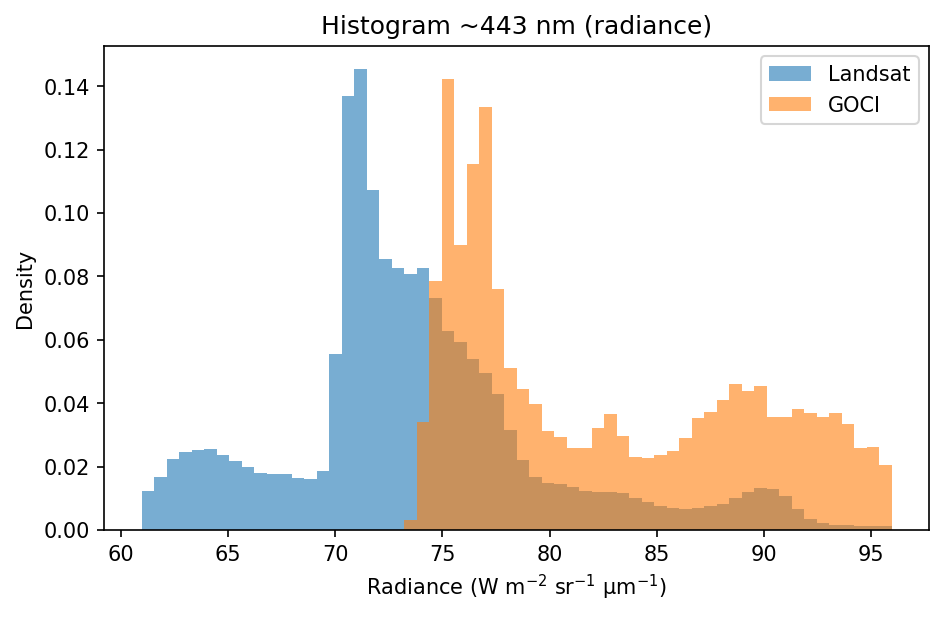 Histogram ~443 nm (radiance)
Landsat
GOCI
0.14
0.12
0.10
0.08
0.06
0.04
0.02
0.00
Density
60 65 70 75 80 85 90 95
Radiance (W m⁻² sr⁻¹ µm⁻¹)